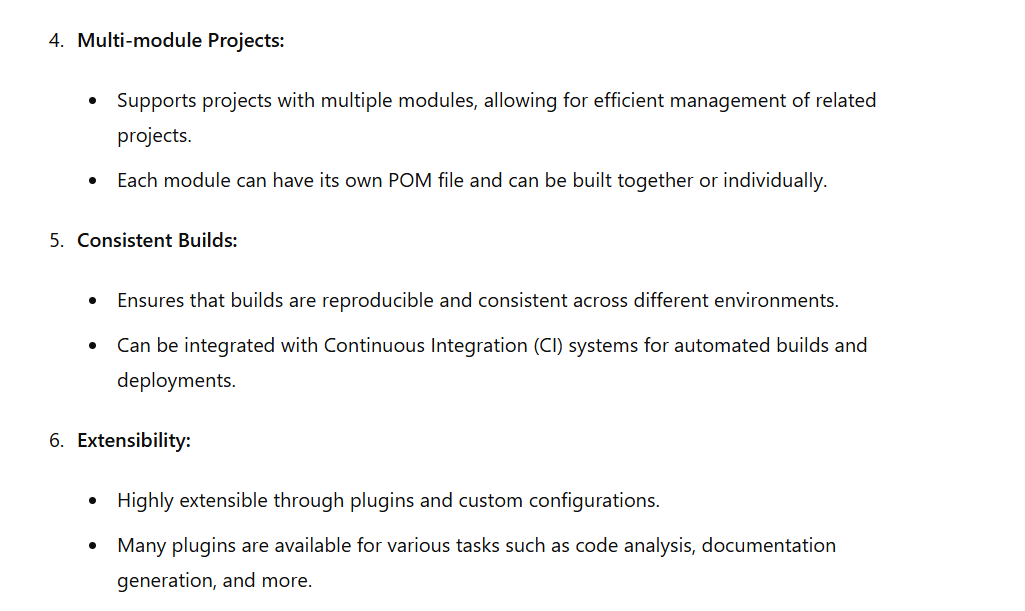 4. Multi-module Projects:
• Supports projects with multiple modules, allowing for efficient management of related
projects.
• Each module can have its own POM file and can be built together or individually.
5. Consistent Builds:
• Ensures that builds are reproducible and consistent across different environments.
• Can be integrated with Continuous Integration (CI) systems for automated builds and
deployments.
6. Extensibility:
• Highly extensible through plugins and custom configurations.
• Many plugins are available for various tasks such as code analysis, documentation
generation, and more.